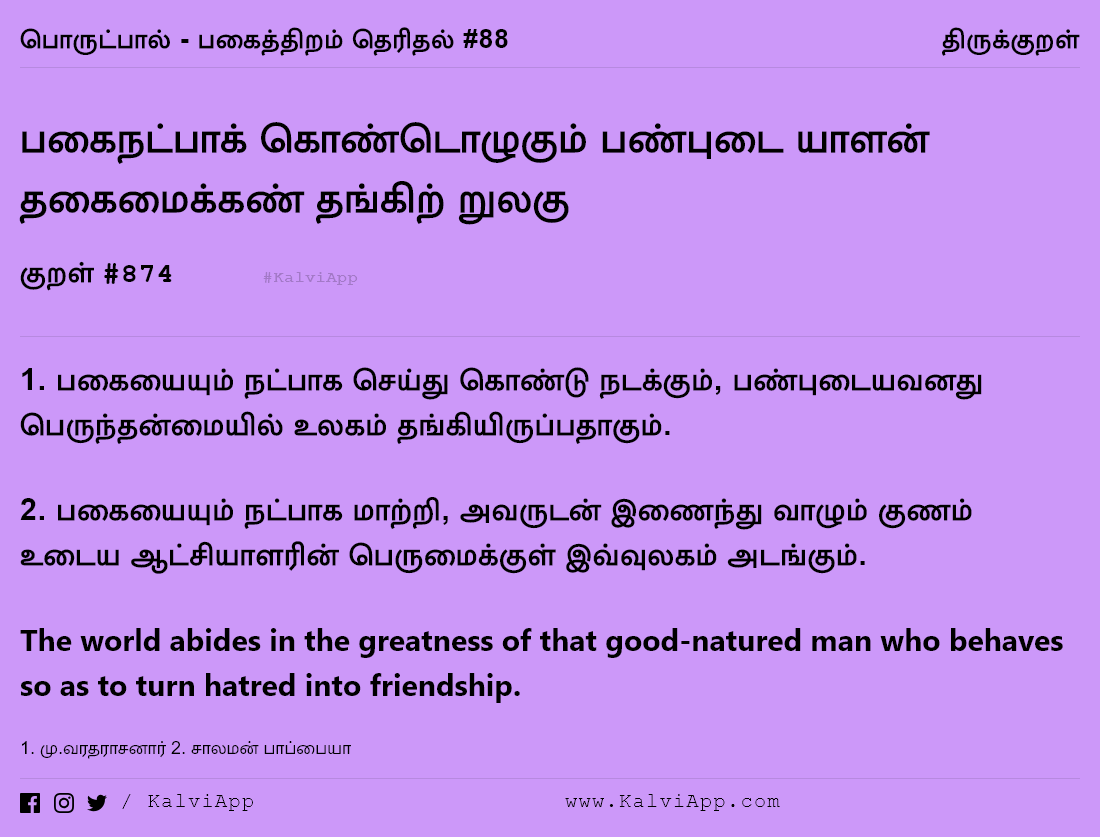 பொருட்பால் - பகைத்திறம் தெரிதல் #88 திருக்குறள்
பகைநட்பாக் கொண்டொழுகும் பண்புடை யாளன்
தகைமைக்கண் தங்கிற் றுலகு
குறள் #874 #KalviApp
1. பகையையும் நட்பாக செய்து கொண்டு நடக்கும், பண்புடையவனது
பெருந்தன்மையில் உலகம் தங்கியிருப்பதாகும்.
2. பகையையும் நட்பாக மாற்றி, அவருடன் இணைந்து வாழும் குணம்
உடைய ஆட்சியாளரின் பெருமைக்குள் இவ்வுலகம் அடங்கும்.
The world abides in the greatness of that good-natured man who behaves
so as to turn hatred into friendship.
1. மு.வரதராசனார் 2. சாலமன் பாப்பையா
/ KalviApp www.KalviApp.com